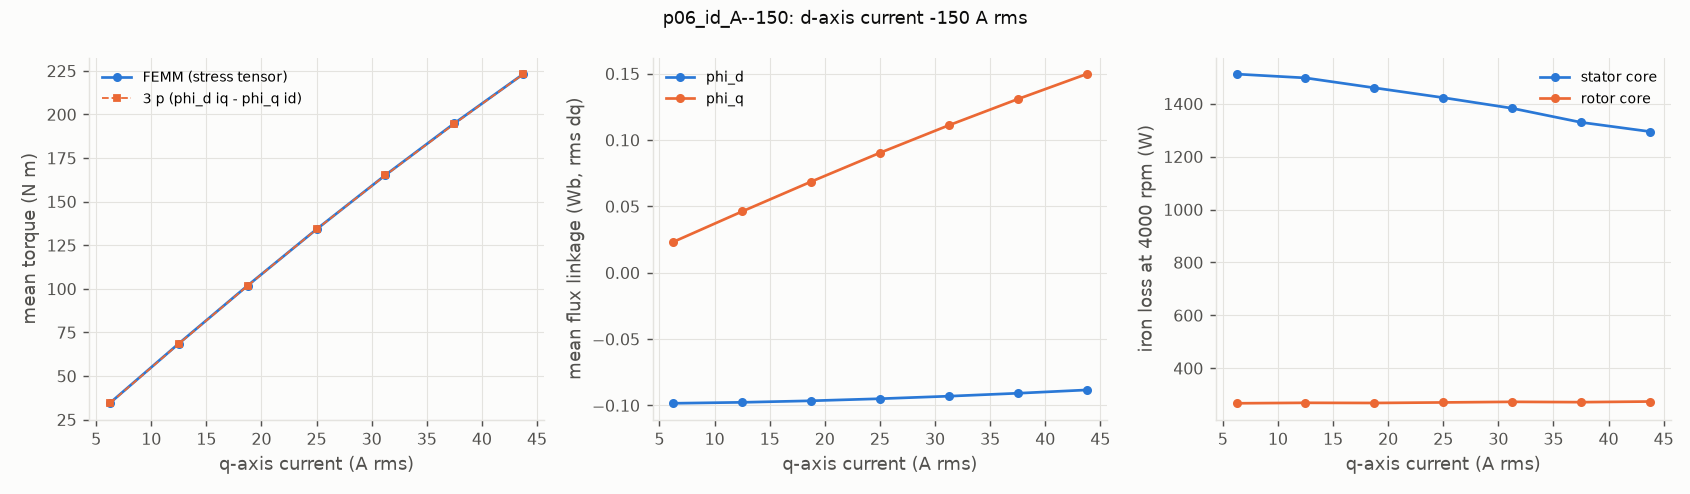 p06_id_A--150: d-axis current -150 A rms
mean torque (N m)
225
200
175
150
125
100
75
50
25
FEMM (stress tensor)
3 p (phi_d iq - phi_q id)
5 10 15 20 25 30 35 40 45
q-axis current (A rms)
mean flux linkage (Wb, rms dq)
0.15
0.10
0.05
0.00
−0.05
−0.10
phi_d
phi_q
5 10 15 20 25 30 35 40 45
q-axis current (A rms)
iron loss at 4000 rpm (W)
1400
1200
1000
800
600
400
stator core
rotor core
5 10 15 20 25 30 35 40 45
q-axis current (A rms)